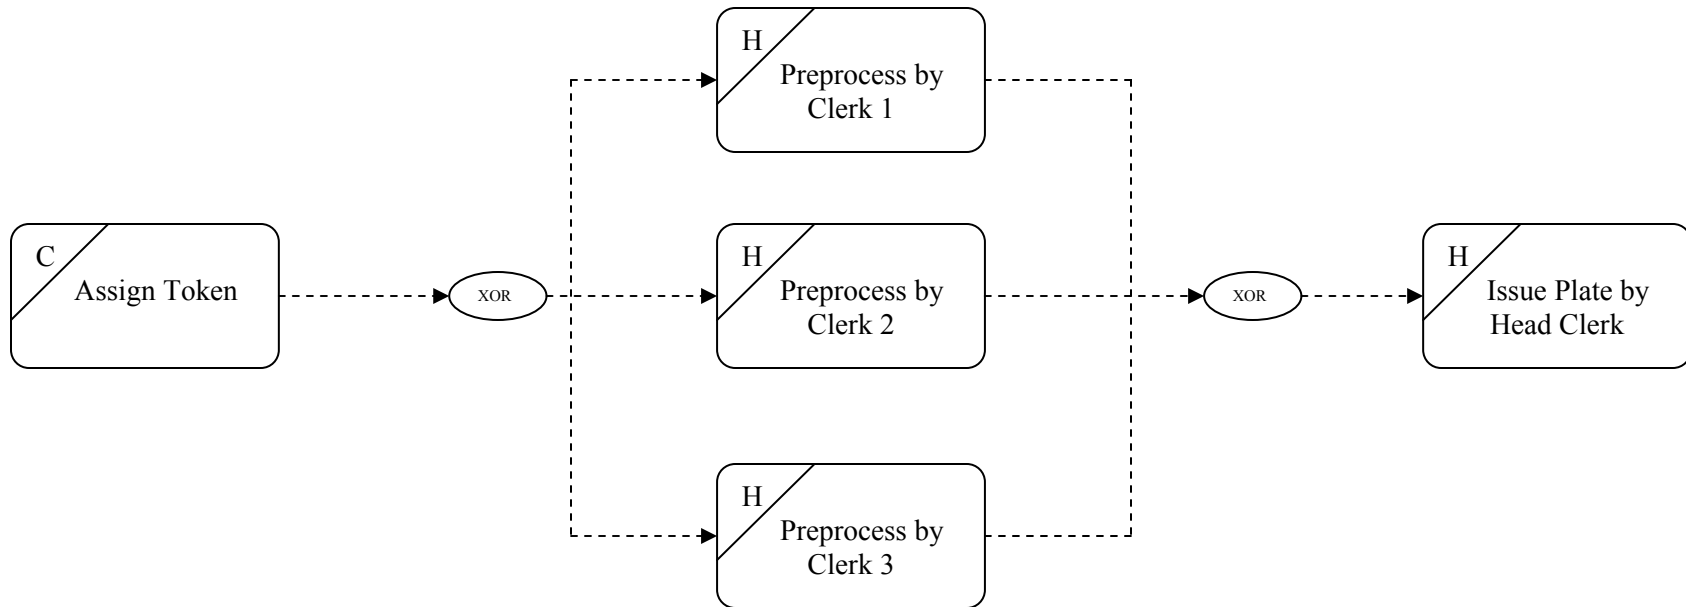 C
Assign Token
XOR
H
Preprocess by
Clerk 1
H
Preprocess by
Clerk 2
H
Preprocess by
Clerk 3
XOR
H
Issue Plate by
Head Clerk